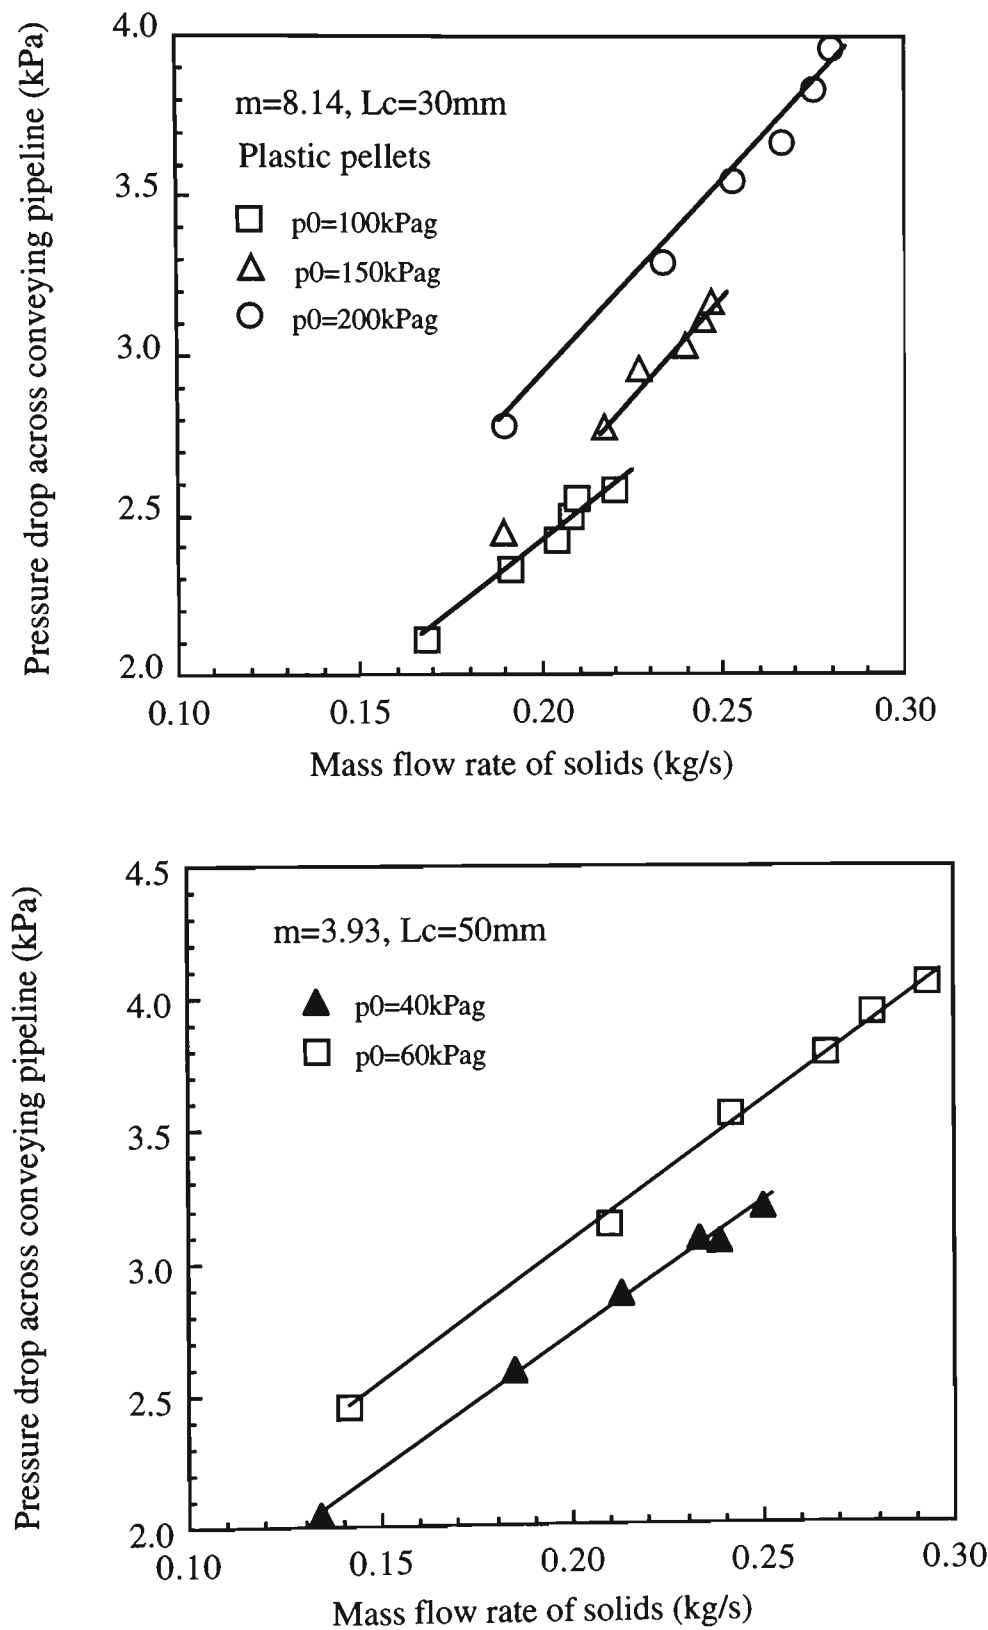 Pressure drop across conveying pipeline (kPa)
4.0
3.5
3.0
2.5
2.0
m=8.14, Lc=30mm
Plastic pellets
p0=100kPag
p0=150kPag
p0=200kPag
0.10 0.15 0.20 0.25 0.30
Mass flow rate of solids (kg/s)
Pressure drop across conveying pipeline (kPa)
4.5
4.0
3.5
3.0
2.5
2.0
m=3.93, Lc=50mm
p0=40kPag
p0=60kPag
0.10 0.15 0.20 0.25 0.30
Mass flow rate of solids (kg/s)